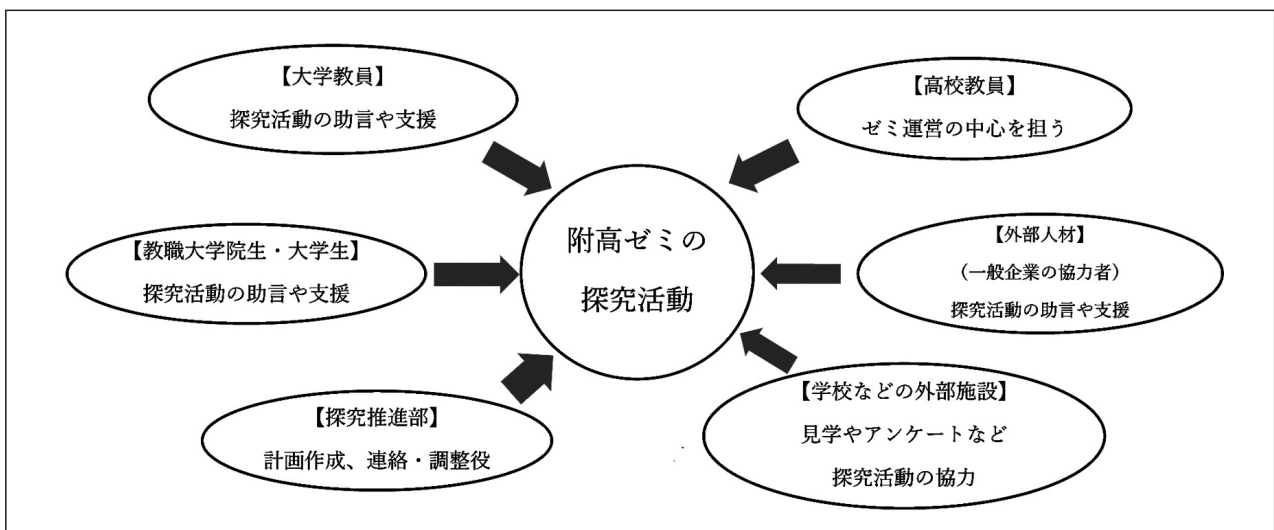 【大学教員】
探究活動の助言や支援
【高校教員】
ゼミ運営の中心を担う
附高ゼミの
探究活動
【教職大学院生・大学生】
探究活動の助言や支援
【外部人材】
（一般企業の協力者）
探究活動の助言や支援
【探究推進部】
計画作成、連絡・調整役
【学校などの外部施設】
見学やアンケートなど
探究活動の協力